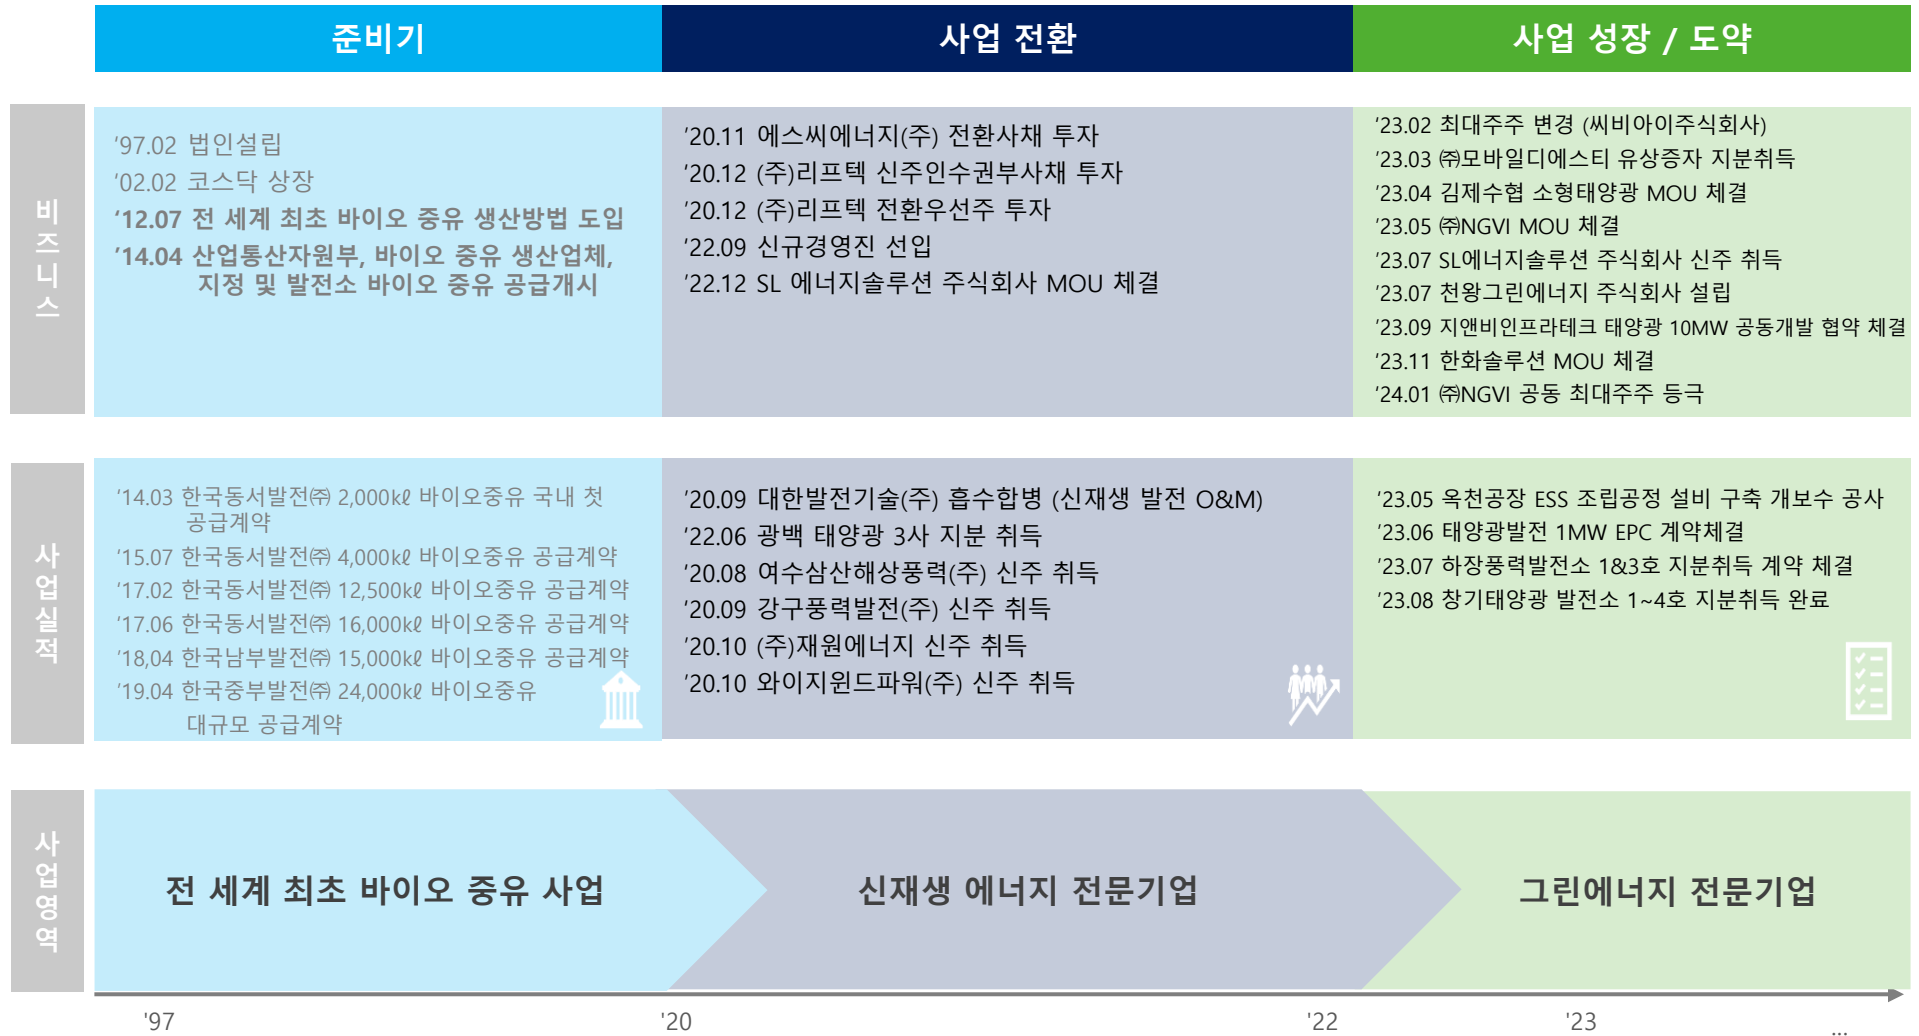 준비기
사업 전환
사업 성장 / 도약
비즈니스
'97.02 법인설립
'02.02 코스닥 상장
'12.07 전 세계 최초 바이오 중유 생산방법 도입
'14.04 산업통산자원부, 바이오 중유 생산업체,
지정 및 발전소 바이오 중유 공급개시
'20.11 에스씨에너지(주) 전환사채 투자
'20.12 (주)리프텍 신주인수권부사채 투자
'20.12 (주)리프텍 전환우선주 투자
'22.09 신규경영진 선임
'22.12 SL 에너지솔루션 주식회사 MOU 체결
'23.02 최대주주 변경 (씨비아이주식회사)
'23.03 ㈜모바일디에스티 유상증자 지분취득
'23.04 김제수협 소형태양광 MOU 체결
'23.05 ㈜NGVI MOU 체결
'23.07 SL에너지솔루션 주식회사 신주 취득
'23.07 천왕그린에너지 주식회사 설립
'23.09 지앤비인프라테크 태양광 10MW 공동개발 협약 체결
'23.11 한화솔루션 MOU 체결
'24.01 ㈜NGVI 공동 최대주주 등극
사업실적
'14.03 한국동서발전㈜ 2,000㎘ 바이오중유 국내 첫
공급계약
'15.07 한국동서발전㈜ 4,000㎘ 바이오중유 공급계약
'17.02 한국동서발전㈜ 12,500㎘ 바이오중유 공급계약
'17.06 한국동서발전㈜ 16,000㎘ 바이오중유 공급계약
'18,04 한국남부발전㈜ 15,000㎘ 바이오중유 공급계약
'19.04 한국중부발전㈜ 24,000㎘ 바이오중유
대규모 공급계약
'20.09 대한발전기술(주) 흡수합병 (신재생 발전 O&M)
'22.06 광백 태양광 3사 지분 취득
'20.08 여수삼산해상풍력(주) 신주 취득
'20.09 강구풍력발전(주) 신주 취득
'20.10 (주)재원에너지 신주 취득
'20.10 와이지윈드파워(주) 신주 취득
'23.05 옥천공장 ESS 조립공정 설비 구축 개보수 공사
'23.06 태양광발전 1MW EPC 계약체결
'23.07 하장풍력발전소 1&3호 지분취득 계약 체결
'23.08 창기태양광 발전소 1~4호 지분취득 완료
사업영역
전 세계 최초 바이오 중유 사업
신재생 에너지 전문기업
그린에너지 전문기업
'97
'20
'22
'23
...